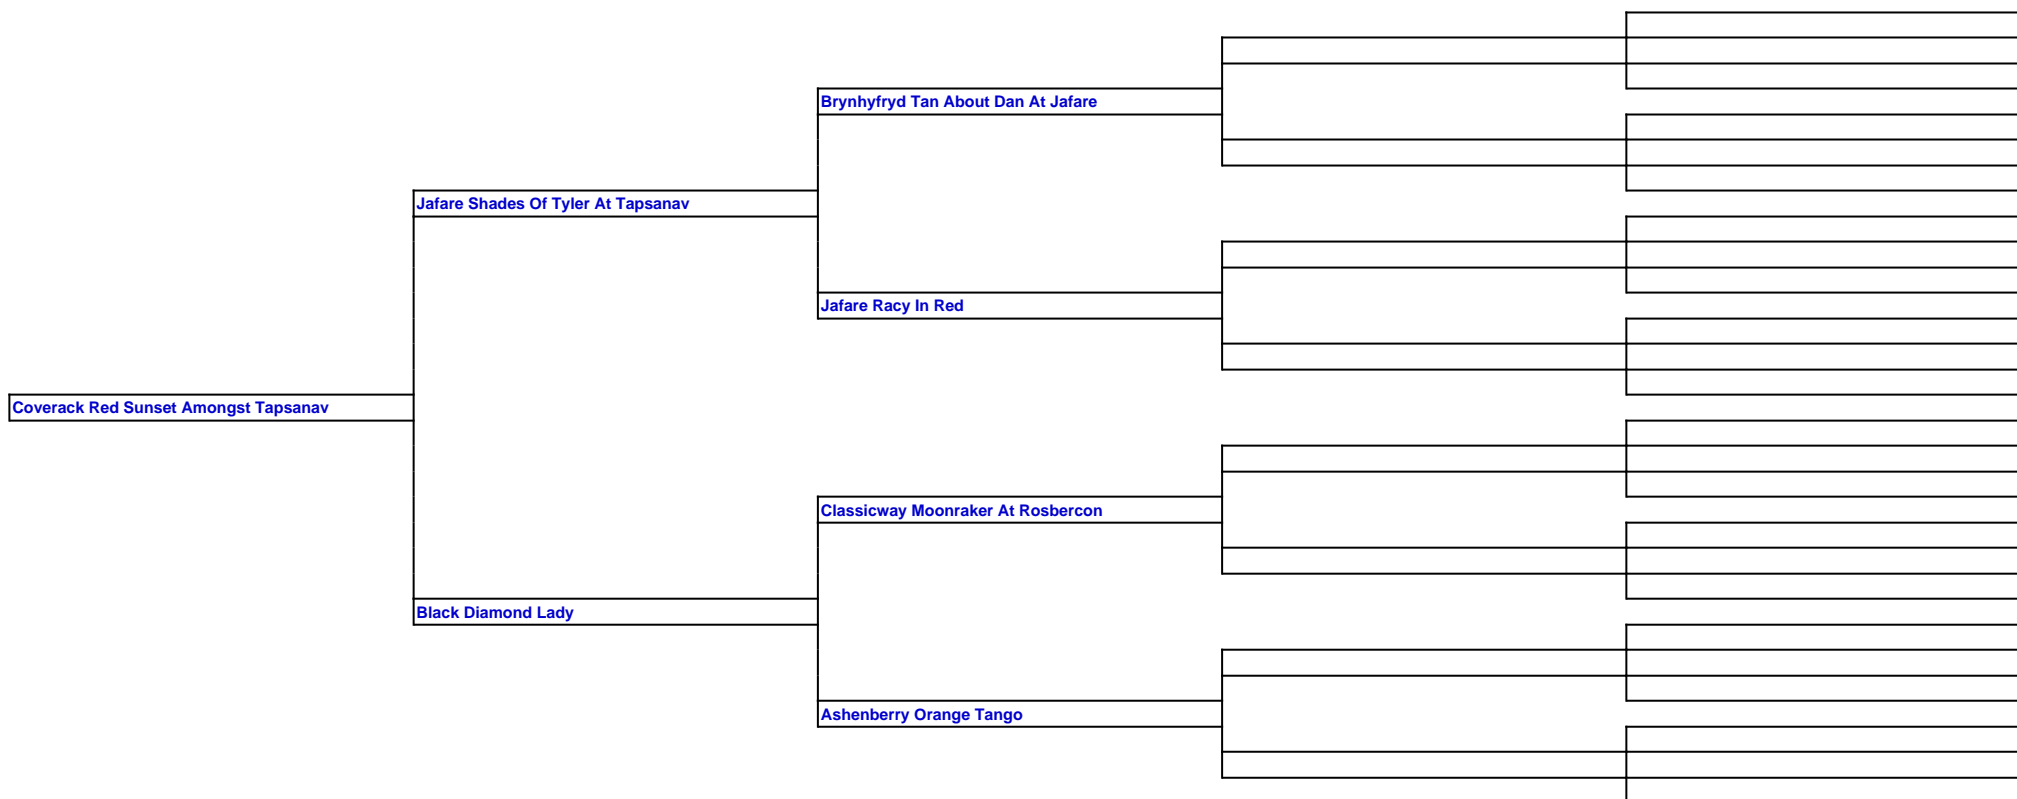 Brynhyfryd Tan About Dan At Jafare
Jafare Shades Of Tyler At Tapsanav
Jafare Racy In Red
Coverack Red Sunset Amongst Tapsanav
Classicway Moonraker At Rosbercon
Black Diamond Lady
Ashenberry Orange Tango